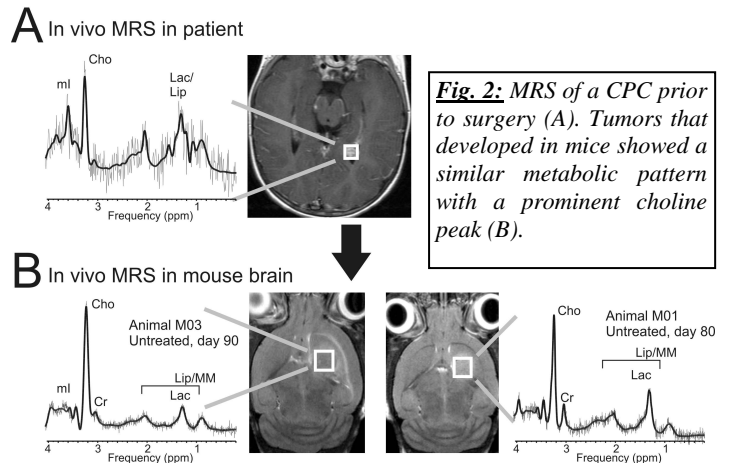 A In vivo MRS in patient
Cho
mI
Lac/
Lip
4 3 2 1
Frequency (ppm)
Fig. 2: MRS of a CPC prior
to surgery (A). Tumors that
developed in mice showed a
similar metabolic pattern
with a prominent choline
peak (B).
B In vivo MRS in mouse brain
Cho
Animal M03
Untreated, day 90
mI
Cr
Lip/MM
Lac
4 3 2 1
Frequency (ppm)
Cho
Animal M01
Untreated, day 80
Lip/MM
Lac
Cr
4 3 2 1
Frequency (ppm)